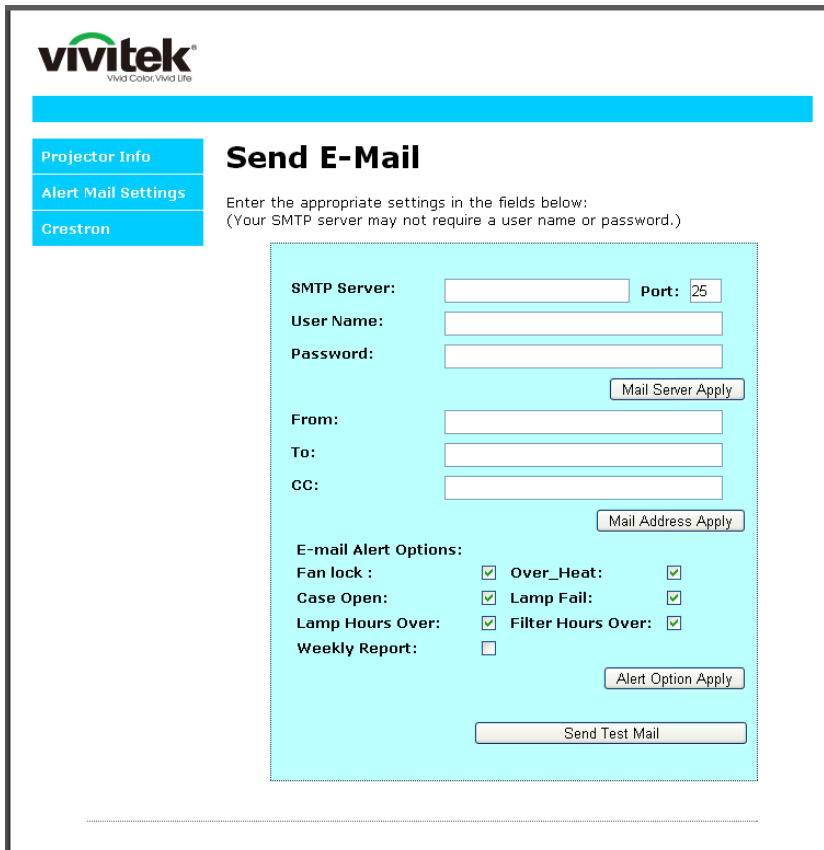 vivitek®
Vivid Color, Vivid Life
Projector Info
Alert Mail Settings
Crestron
Send E-Mail
Enter the appropriate settings in the fields below:
(Your SMTP server may not require a user name or password.)
SMTP Server: Port: 25
User Name:
Password:
Mail Server Apply
From:
To:
CC:
Mail Address Apply
E-mail Alert Options:
Fan lock : Over_Heat:
Case Open: Lamp Fail:
Lamp Hours Over: Filter Hours Over:
Weekly Report:
Alert Option Apply
Send Test Mail